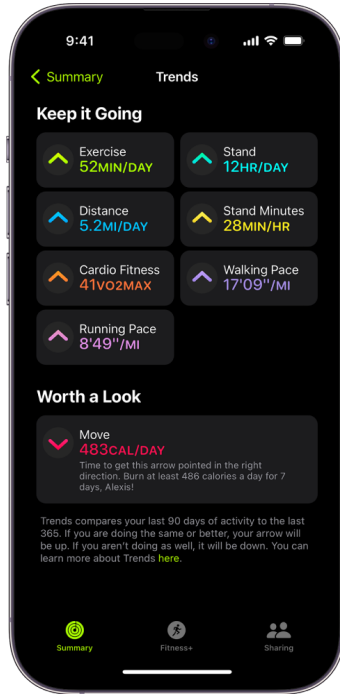 9:41
Summary
Trends
Keep it Going
Exercise
52MIN/DAY
Stand
12HR/DAY
Distance
5.2MI/DAY
Stand Minutes
28MIN/HR
Cardio Fitness
41VO2MAX
Walking Pace
17'09"/MI
Running Pace
8'49"/MI
Worth a Look
Move
483CAL/DAY
Time to get this arrow pointed in the right
direction. Burn at least 486 calories a day for 7
days, Alexis!
Trends compares your last 90 days of activity to the last
365. If you are doing the same or better, your arrow will
be up. If you aren't doing as well, it will be down. You can
learn more about Trends here.
Summary
Fitness+
Sharing